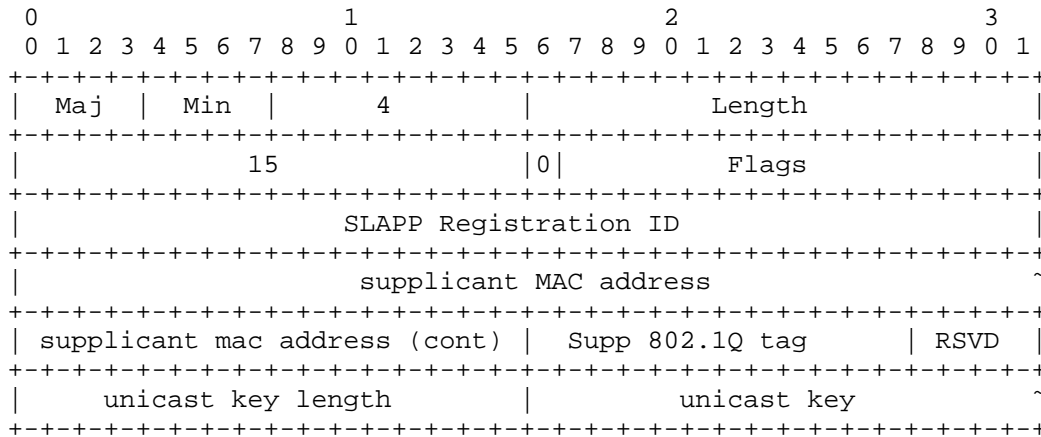 0                   1                   2                   3
 0 1 2 3 4 5 6 7 8 9 0 1 2 3 4 5 6 7 8 9 0 1 2 3 4 5 6 7 8 9 0 1
+-+-+-+-+-+-+-+-+-+-+-+-+-+-+-+-+-+-+-+-+-+-+-+-+-+-+-+-+-+-+-+-+
|  Maj  |  Min  |      4        |           Length              |
+-+-+-+-+-+-+-+-+-+-+-+-+-+-+-+-+-+-+-+-+-+-+-+-+-+-+-+-+-+-+-+-+
|              15               |0|          Flags              |
+-+-+-+-+-+-+-+-+-+-+-+-+-+-+-+-+-+-+-+-+-+-+-+-+-+-+-+-+-+-+-+-+
|                    SLAPP Registration ID                      |
+-+-+-+-+-+-+-+-+-+-+-+-+-+-+-+-+-+-+-+-+-+-+-+-+-+-+-+-+-+-+-+-+
|                     supplicant MAC address                    ~
+-+-+-+-+-+-+-+-+-+-+-+-+-+-+-+-+-+-+-+-+-+-+-+-+-+-+-+-+-+-+-+-+
| supplicant mac address (cont) |  Supp 802.1Q tag      | RSVD  |
+-+-+-+-+-+-+-+-+-+-+-+-+-+-+-+-+-+-+-+-+-+-+-+-+-+-+-+-+-+-+-+-+
|     unicast key length        |         unicast key           ~
+-+-+-+-+-+-+-+-+-+-+-+-+-+-+-+-+-+-+-+-+-+-+-+-+-+-+-+-+-+-+-+-+